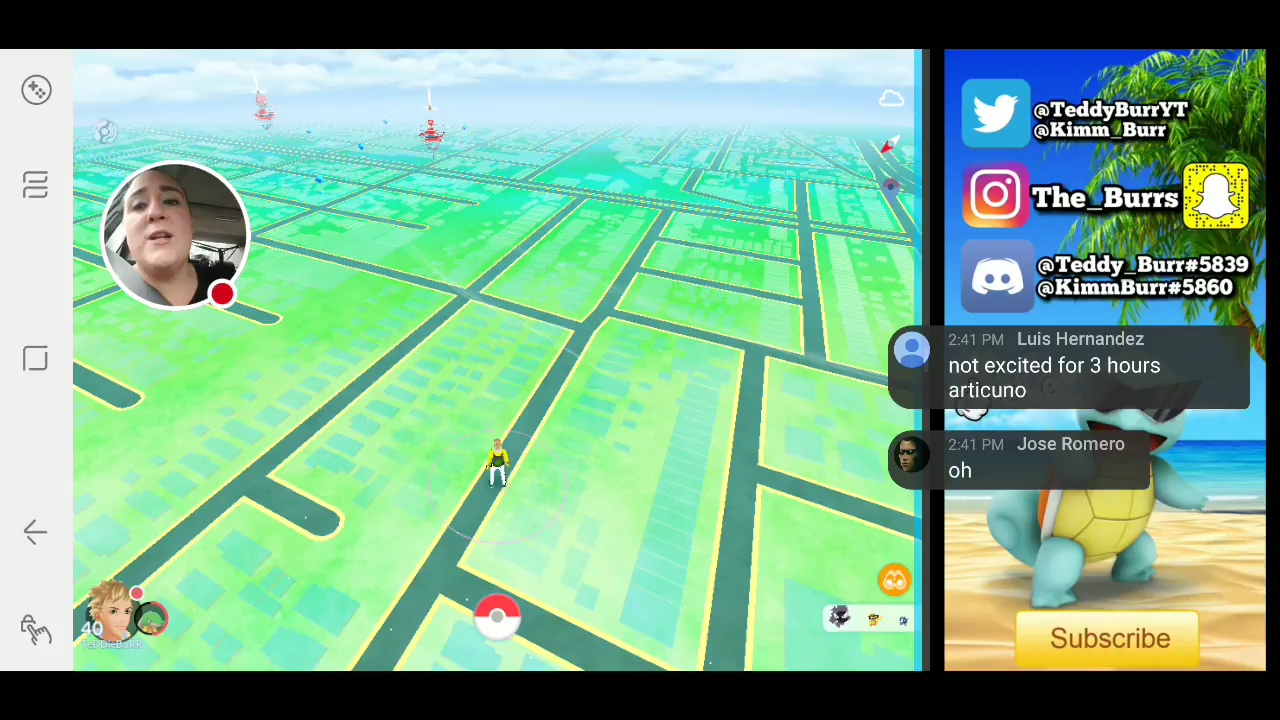 @TeddyBurrYT
@Kimm_Burr
The_Burrs
@Teddy_Burr#5839
@KimmBurr#5860
2:41 PM Luis Hernandez
not excited for 3 hours
articuno
2:41 PM Jose Romero
oh
40
TeDDieBuRR
Subscribe